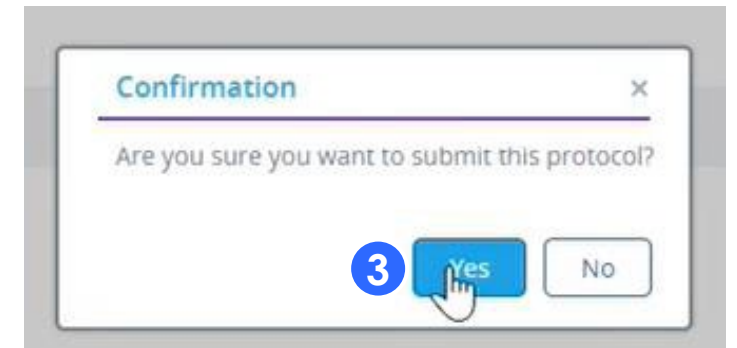 Confirmation ×
Are you sure you want to submit this protocol?
3 Yes No